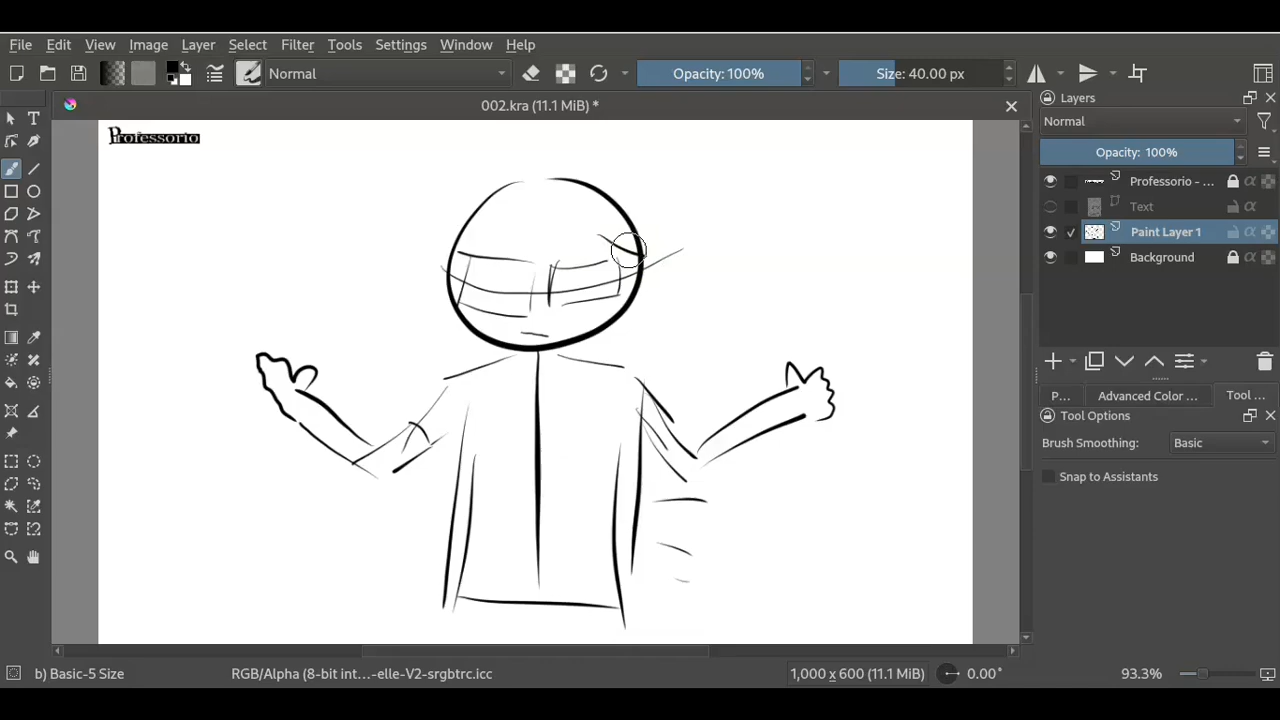 File Edit View Image Layer Select Filter Tools Settings Window Help
Normal Opacity: 100% Size: 40.00 px
002.kra (11.1 MiB) *
Professorio
Layers
Normal
Opacity: 100%
Professorio - ...
Text
Paint Layer 1
Background
P... Advanced Color ... Tool ...
Tool Options
Brush Smoothing: Basic
Snap to Assistants
b) Basic-5 Size RGB/Alpha (8-bit int...-elle-V2-srgbtrc.icc 1,000 x 600 (11.1 MiB) 0.00° 93.3%